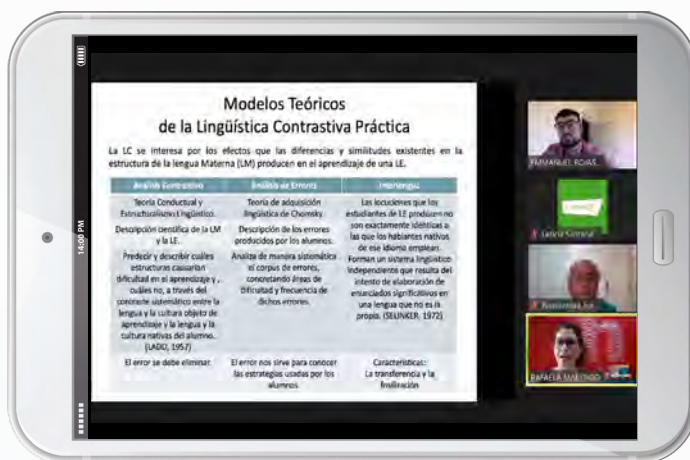 14:00 PM
Modelos Teóricos
de la Lingüística Contrastiva Práctica
La LC se interesa por los efectos que las diferencias y similitudes existentes en la
estructura de la lengua Materna (LM) producen en el aprendizaje de una LE.
Análisis Contrastivo
Teoría Conductual y
Estructuralismo Lingüístico.
Descripción científica de la LM
y la LE.
Predecir y describir cuáles
estructuras causarían
dificultad en el aprendizaje y ,
cuáles no, a través del
contraste sistemático entre la
lengua y la cultura objeto de
aprendizaje y la lengua y la
cultura nativas del alumno.
(LADO, 1957)
El error se debe eliminar.
Análisis de Errores
Teoría de adquisición
lingüística de Chomsky.
Descripción de los errores
producidos por los alumnos.
Analiza de manera sistemática
el corpus de errores,
concretando áreas de
dificultad y frecuencia de
dichos errores.
El error nos sirve para conocer
las estrategias usadas por los
alumnos.
Interlengua
Las locuciones que los
estudiantes de LE producen no
son exactamente idénticas a
las que los hablantes nativos
de ese idioma emplean.
Forman un sistema lingüístico
independiente que resulta del
intento de elaboración de
enunciados significativos en
una lengua que no es la
propia. (SELINKER, 1972)
Características:
La transferencia y la
fosilización
EMMANUEL ROJAS
RAFAELA